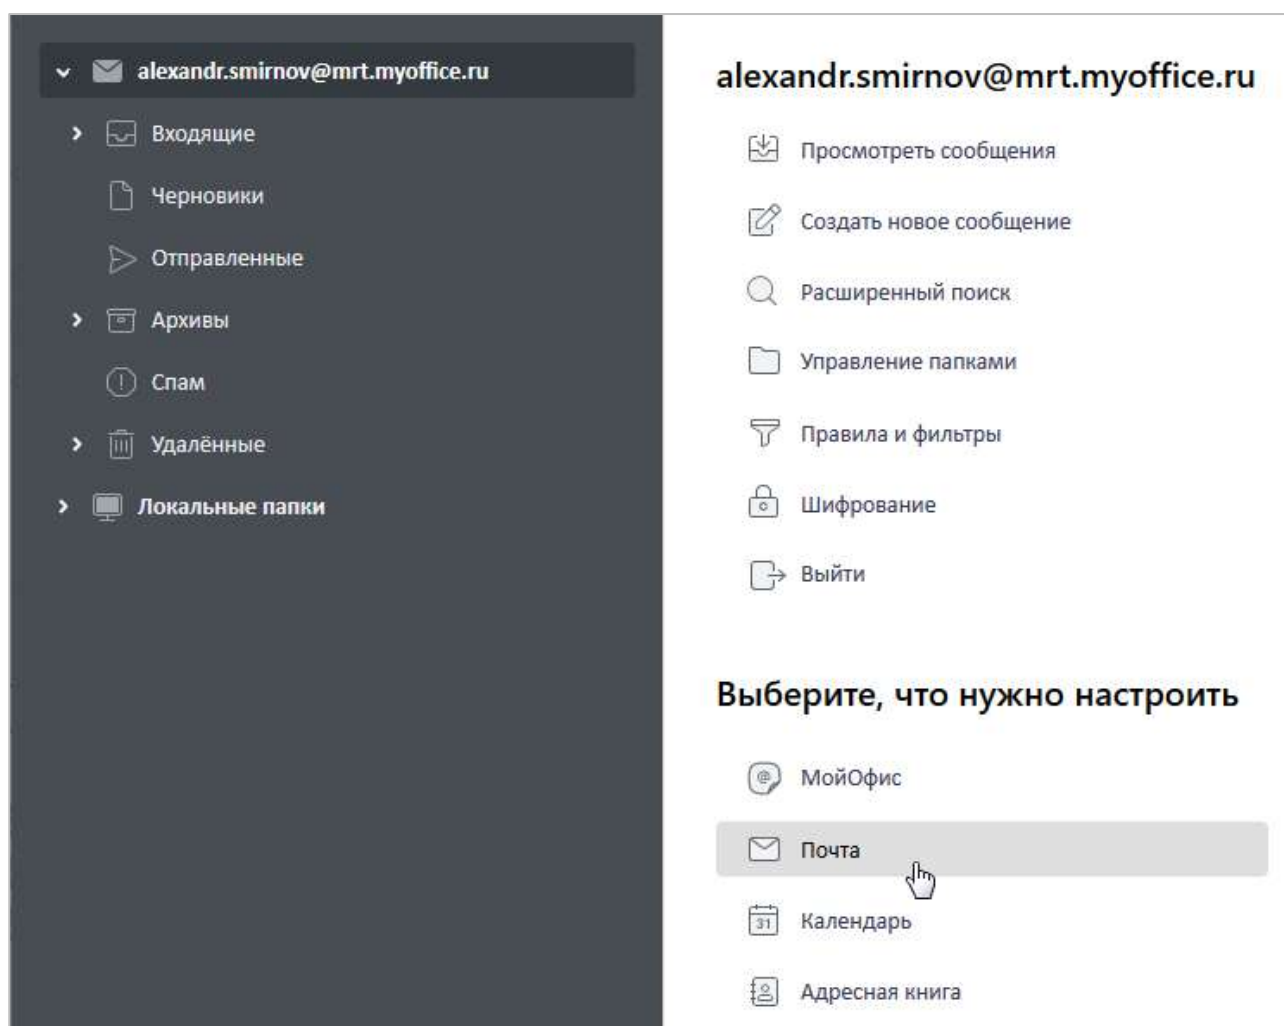 alexandr.smirnov@mrt.myoffice.ru
Входящие
Черновики
Отправленные
Архивы
Спам
Удалённые
Локальные папки
alexandr.smirnov@mrt.myoffice.ru
Просмотреть сообщения
Создать новое сообщение
Расширенный поиск
Управление папками
Правила и фильтры
Шифрование
Выйти
Выберите, что нужно настроить
@ МойОфис
Почта
31 Календарь
Адресная книга